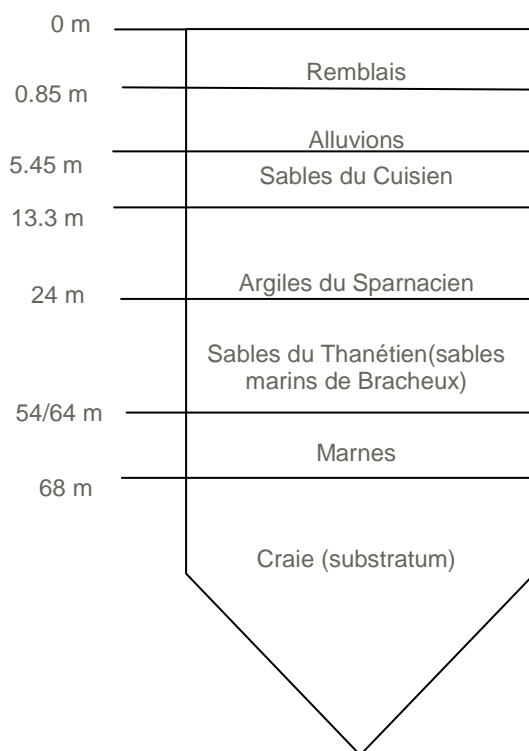 0 m
Remblais
0.85 m
Alluvions
5.45 m
Sables du Cuisien
13.3 m
Argiles du Sparnacien
24 m
Sables du Thanétien(sables
marins de Bracheux)
54/64 m
Marnes
68 m
Craie (substratum)